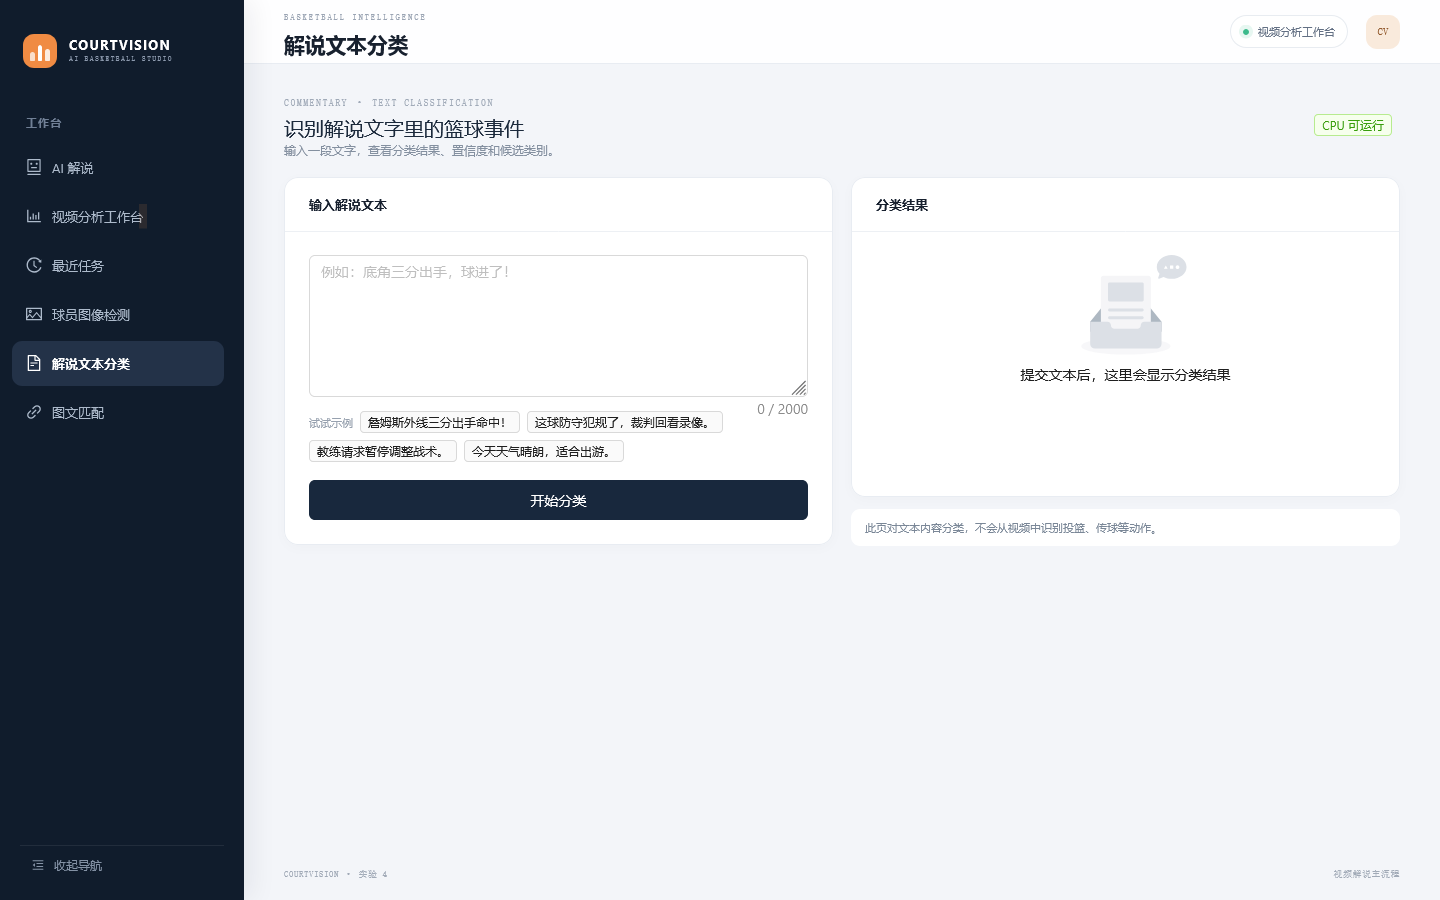 COURTVISION
AI BASKETBALL STUDIO
工作台
AI 解说
视频分析工作台
最近任务
球员图像检测
解说文本分类
图文匹配
收起导航
BASKETBALL INTELLIGENCE
解说文本分类
视频分析工作台
CV
COMMENTARY • TEXT CLASSIFICATION
识别解说文字里的篮球事件
输入一段文字，查看分类结果、置信度和候选类别。
CPU 可运行
输入解说文本
例如：底角三分出手，球进了！
0 / 2000
试试示例 詹姆斯外线三分出手命中！ 这球防守犯规了，裁判回看录像。
教练请求暂停调整战术。 今天天气晴朗，适合出游。
开始分类
分类结果
提交文本后，这里会显示分类结果
此页对文本内容分类，不会从视频中识别投篮、传球等动作。
COURTVISION • 实验 4
视频解说主流程